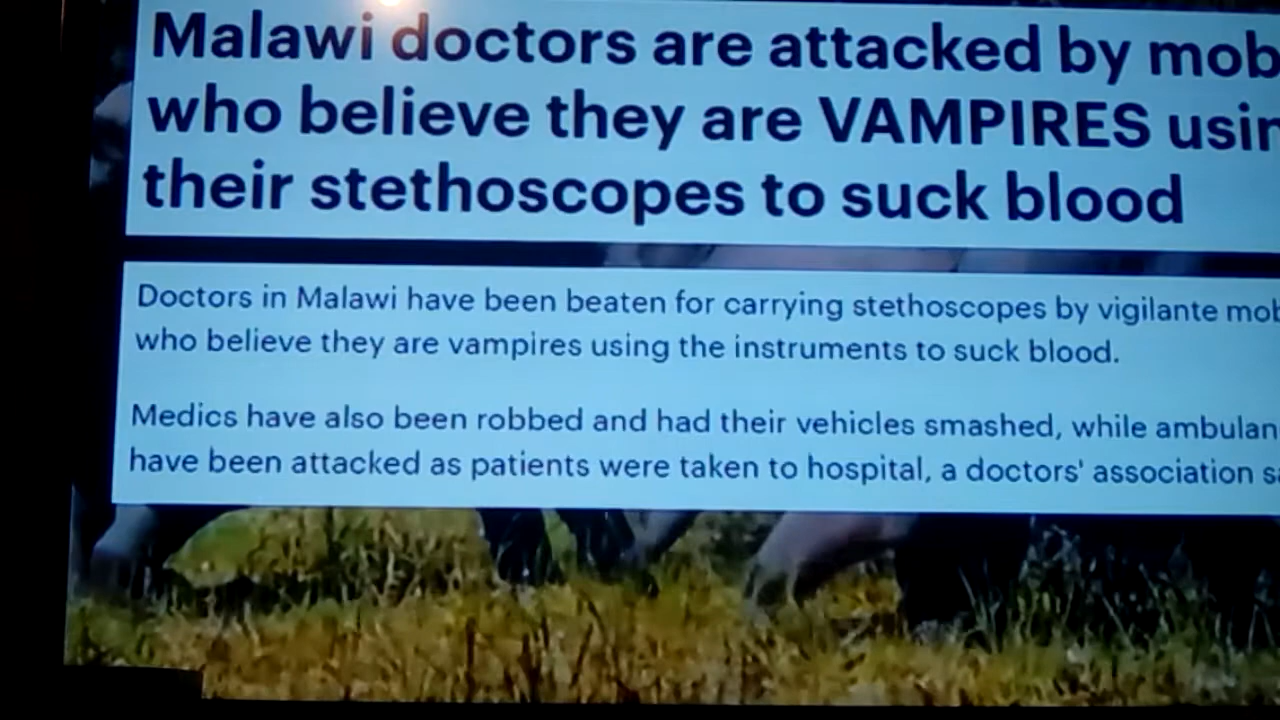 Malawi doctors are attacked by mob
who believe they are VAMPIRES usin
their stethoscopes to suck blood
Doctors in Malawi have been beaten for carrying stethoscopes by vigilante mob
who believe they are vampires using the instruments to suck blood.
Medics have also been robbed and had their vehicles smashed, while ambulan
have been attacked as patients were taken to hospital, a doctors' association sa